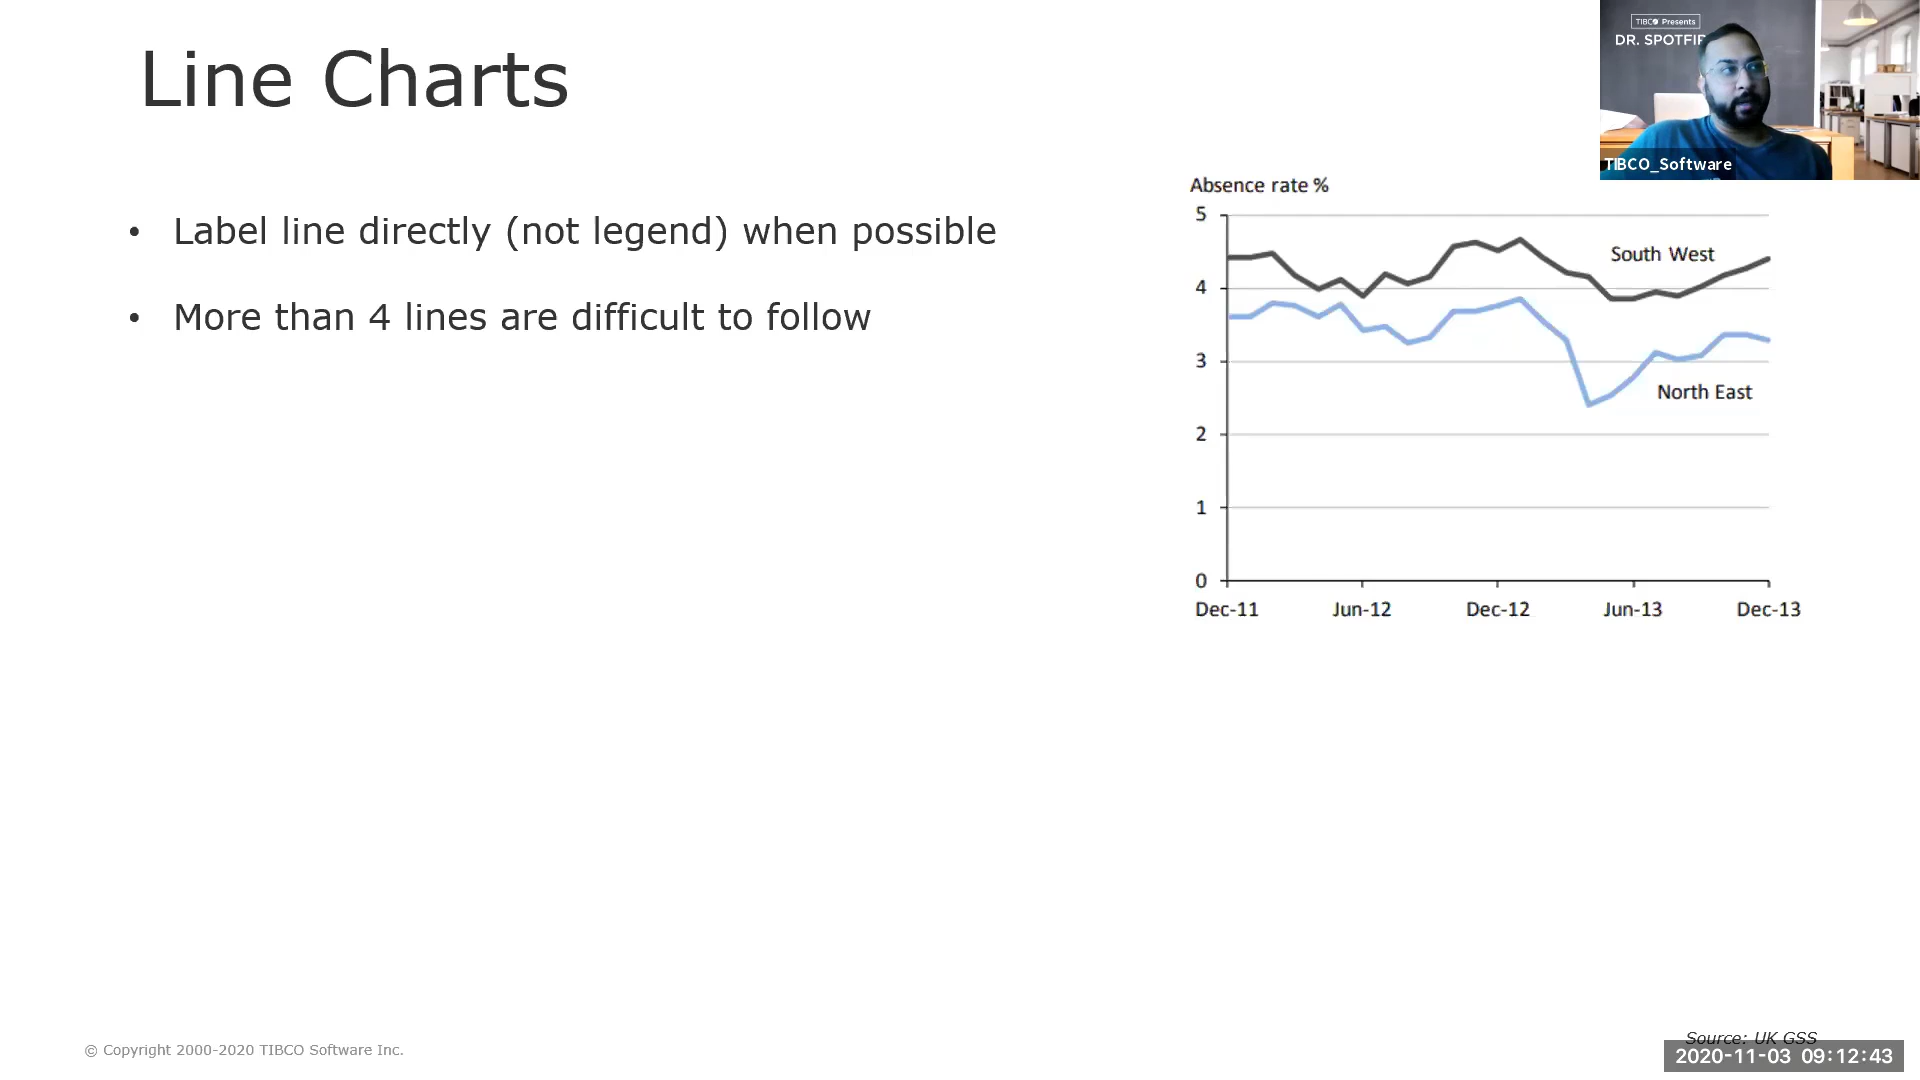 Line Charts
TIBCO Presents
DR. SPOTFIR
TIBCO_Software
• Label line directly (not legend) when possible
• More than 4 lines are difficult to follow
Absence rate %
5
4
3
2
1
0
South West
North East
Dec-11 Jun-12 Dec-12 Jun-13 Dec-13
© Copyright 2000-2020 TIBCO Software Inc.
Source: UK GSS
2020-11-03 09:12:43